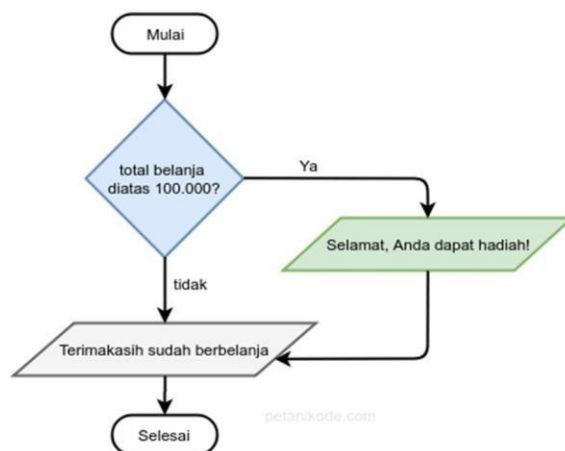 Mulai
total belanja
diatas 100.000?
Ya
Selamat, Anda dapat hadiah!
tidak
Terimakasih sudah berbelanja
petanikode.com
Selesai